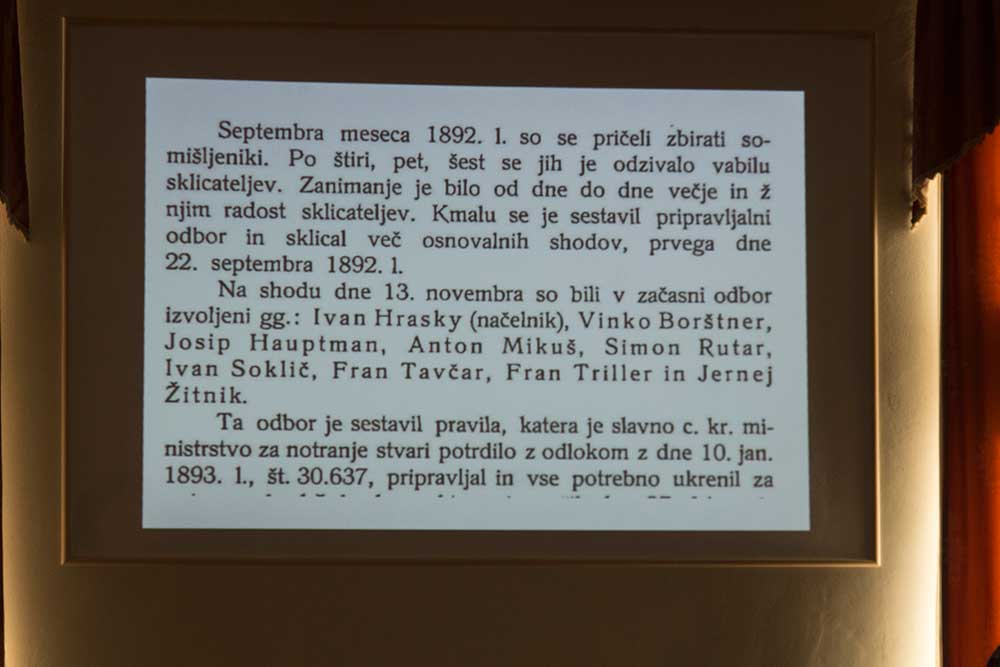 Septembra meseca 1892. l. so se pričeli zbirati so-
mišljeniki. Po štiri, pet, šest se jih je odzivalo vabilu
sklicateljev. Zanimanje je bilo od dne do dne večje in ž
njim radost sklicateljev. Kmalu se je sestavil pripravljalni
odbor in sklical več osnovalnih shodov, prvega dne
22. septembra 1892. l.
Na shodu dne 13. novembra so bili v začasni odbor
izvoljeni gg.: Ivan Hrasky (načelnik), Vinko Borštner,
Josip Hauptman, Anton Mikuš, Simon Rutar,
Ivan Soklič, Fran Tavčar, Fran Triller in Jernej
Žitnik.
Ta odbor je sestavil pravila, katera je slavno c. kr. mi-
nistrstvo za notranje stvari potrdilo z odlokom z dne 10. jan.
1893. l., št. 30.637, pripravljal in vse potrebno ukrenil za